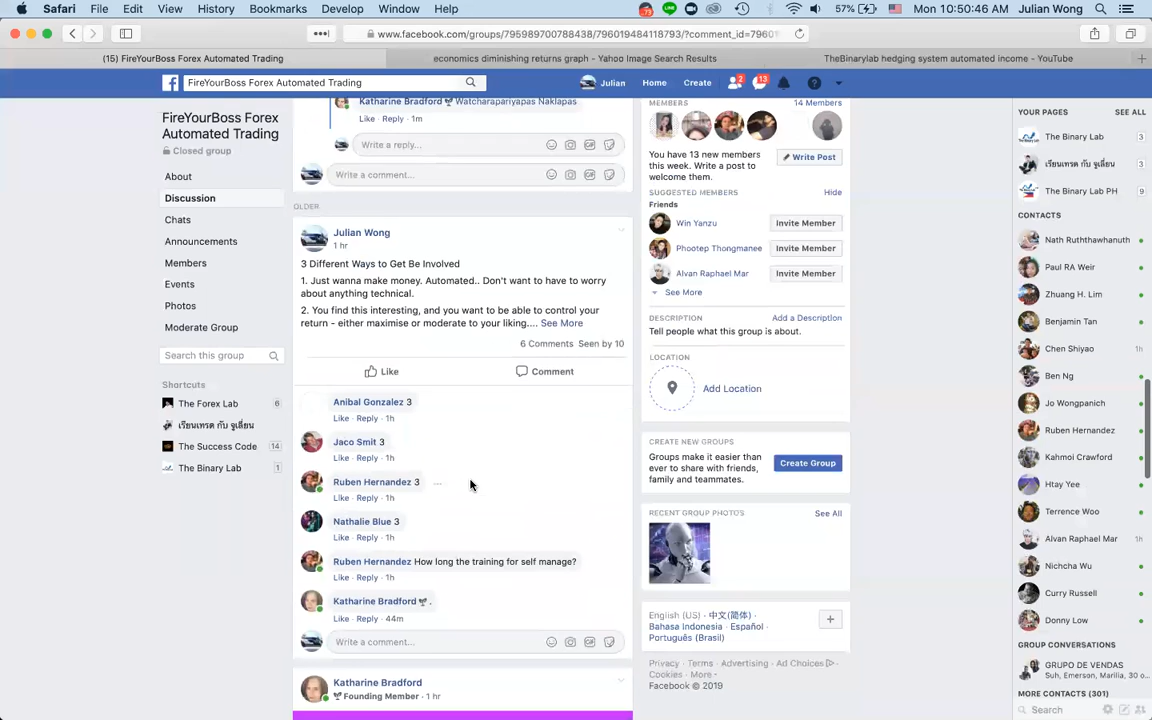 Safari File Edit View History Bookmarks Develop Window Help 57% Mon 10:50:46 AM Julian Wong
www.facebook.com/groups/795989700788438/796019484118793/?comment_id=79601
(15) FireYourBoss Forex Automated Trading
economics diminishing returns graph - Yahoo Image Search Results
TheBinarylab hedging system automated income - YouTube
FireYourBoss Forex Automated Trading
Julian Home Create 2 13
FireYourBoss Forex
Automated Trading
Closed group
About
Discussion
Chats
Announcements
Members
Events
Photos
Moderate Group
Search this group
Shortcuts
The Forex Lab 6
เรียนเทรด กับ จูเลี่ยน
The Success Code 14
The Binary Lab 1
Katharine Bradford Watcharapariyapas Naklapas
Like · Reply · 1m
Write a reply...
Write a comment...
OLDER
Julian Wong
1 hr
3 Different Ways to Get Be Involved
1. Just wanna make money. Automated.. Don't want to have to worry
about anything technical.
2. You find this interesting, and you want to be able to control your
return - either maximise or moderate to your liking.... See More
6 Comments Seen by 10
Like Comment
Anibal Gonzalez 3
Like · Reply · 1h
Jaco Smit 3
Like · Reply · 1h
Ruben Hernandez 3
Like · Reply · 1h
Nathalie Blue 3
Like · Reply · 1h
Ruben Hernandez How long the training for self manage?
Like · Reply · 1h
Katharine Bradford .
Like · Reply · 44m
Write a comment...
Katharine Bradford
Founding Member · 1 hr
MEMBERS 14 Members
You have 13 new members
this week. Write a post to
welcome them.
Write Post
SUGGESTED MEMBERS Hide
Friends
Win Yanzu Invite Member
Phootep Thongmanee Invite Member
Alvan Raphael Mar Invite Member
See More
DESCRIPTION Add a Description
Tell people what this group is about.
LOCATION
Add Location
CREATE NEW GROUPS
Groups make it easier than
ever to share with friends,
family and teammates.
Create Group
RECENT GROUP PHOTOS See All
English (US) · 中文(简体) ·
Bahasa Indonesia · Español ·
Português (Brasil)
Privacy · Terms · Advertising · Ad Choices ·
Cookies · More
Facebook © 2019
YOUR PAGES SEE ALL
The Binary Lab 3
เรียนเทรด กับ จูเลี่ยน 3
The Binary Lab PH 9
CONTACTS
Nath Ruththawhanuth
Paul RA Weir
Zhuang H. Lim
Benjamin Tan
Chen Shiyao 1h
Ben Ng
Jo Wongpanich
Ruben Hernandez
Kahmoi Crawford
Htay Yee
Terrence Woo
Alvan Raphael Mar 1h
Nichcha Wu
Curry Russell
Donny Low
GROUP CONVERSATIONS
GRUPO DE VENDAS
Suh, Emerson, Marilia, 30 o...
MORE CONTACTS (301)
Search